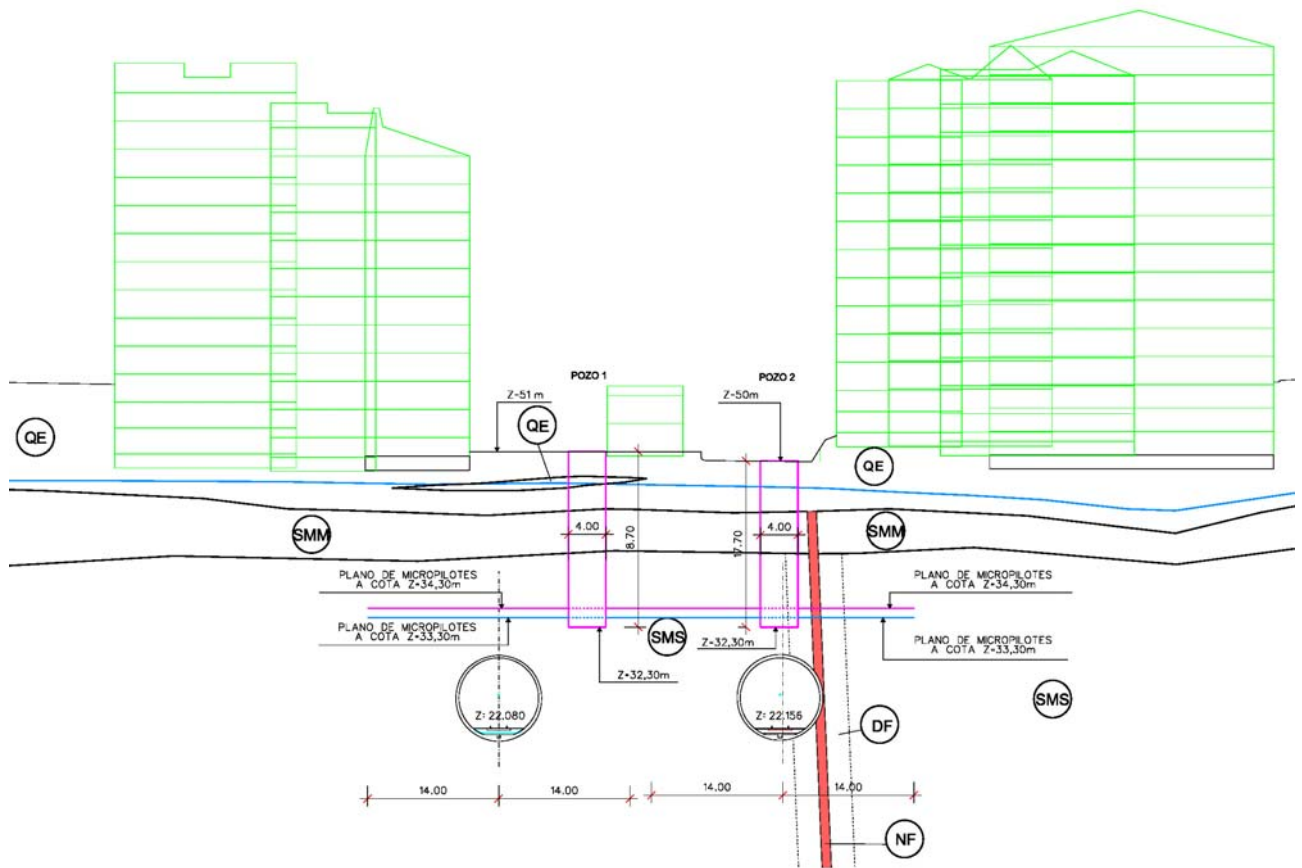 POZO 1
POZO 2
Z-51 m
Z-50m
QE
QE
QE
SMM
4.00
8.70
17.70
4.00
SMM
PLANO DE MICROPILOTES
A COTA Z=34,30m
PLANO DE MICROPILOTES
A COTA Z=34,30m
PLANO DE MICROPILOTES
A COTA Z=33,30m
SMS
Z=32,30m
PLANO DE MICROPILOTES
A COTA Z=33,30m
Z=32,30m
SMS
Z=22.080
Z=22.156
DF
14.00
14.00
14.00
14.00
NF